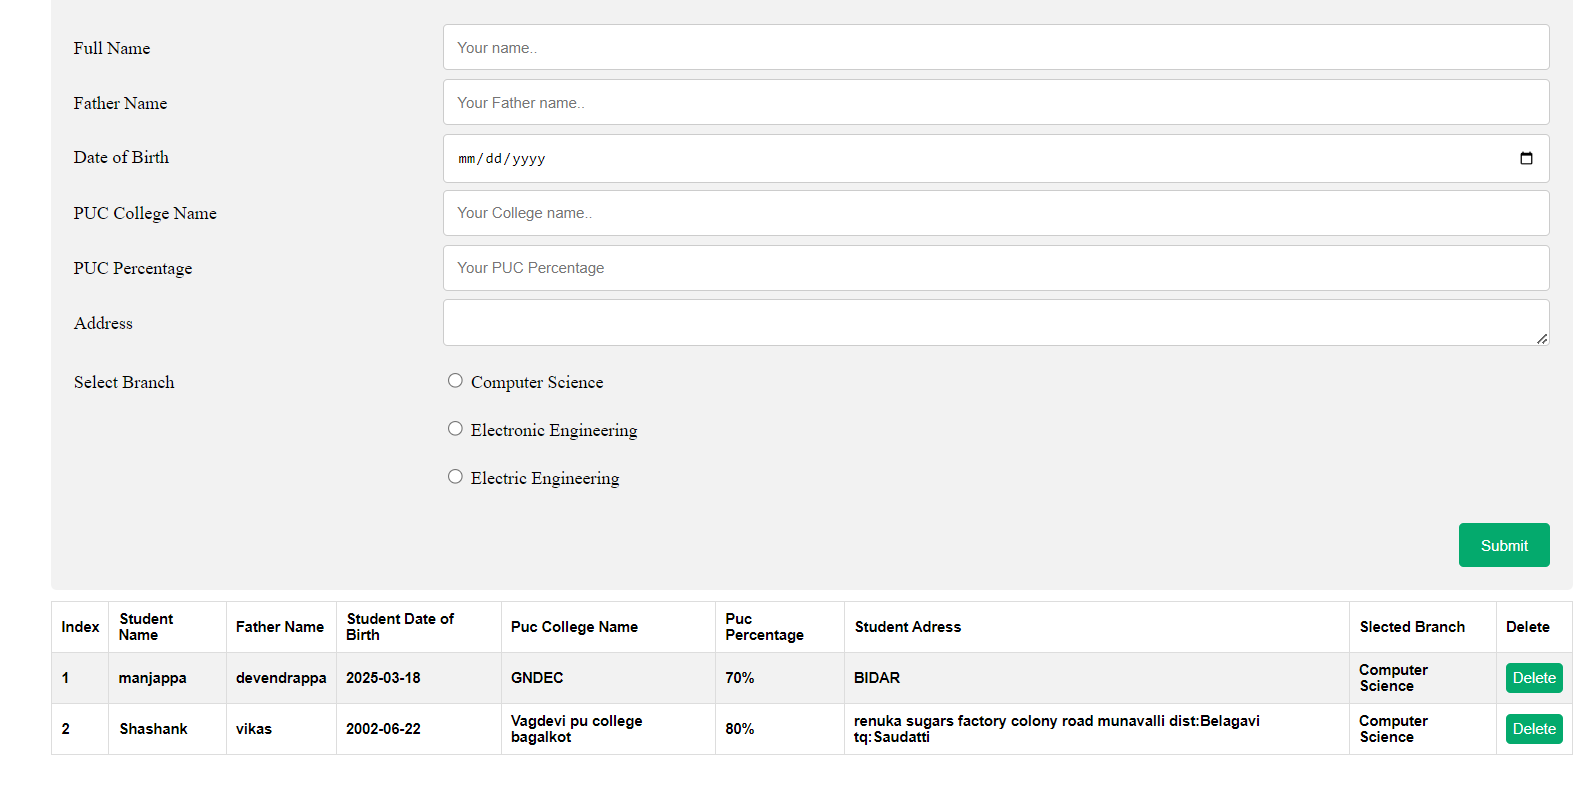 Full Name
Your name..
Father Name
Your Father name..
Date of Birth
mm/dd/yyyy
PUC College Name
Your College name..
PUC Percentage
Your PUC Percentage
Address
Select Branch
Computer Science
Electronic Engineering
Electric Engineering
Submit
Index
Student
Name
Father Name
Student Date of
Birth
Puc College Name
Puc
Percentage
Student Adress
Slected Branch
Delete
1
manjappa
devendrappa
2025-03-18
GNDEC
70%
BIDAR
Computer
Science
Delete
2
Shashank
vikas
2002-06-22
Vagdevi pu college
bagalkot
80%
renuka sugars factory colony road munavalli dist:Belagavi
tq:Saudatti
Computer
Science
Delete